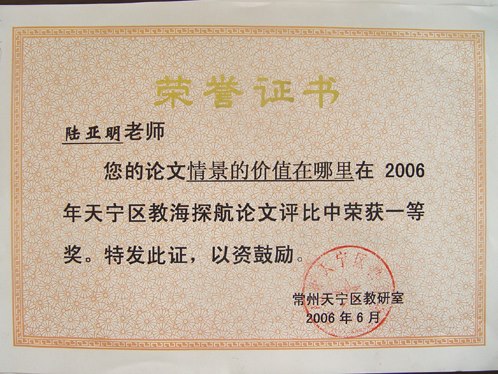 荣誉证书
陆亚明老师
您的论文情景的价值在哪里在 2006
年天宁区教海探航论文评比中荣获一等
奖。特发此证，以资鼓励。
常州天宁区教研室
2006 年 6 月